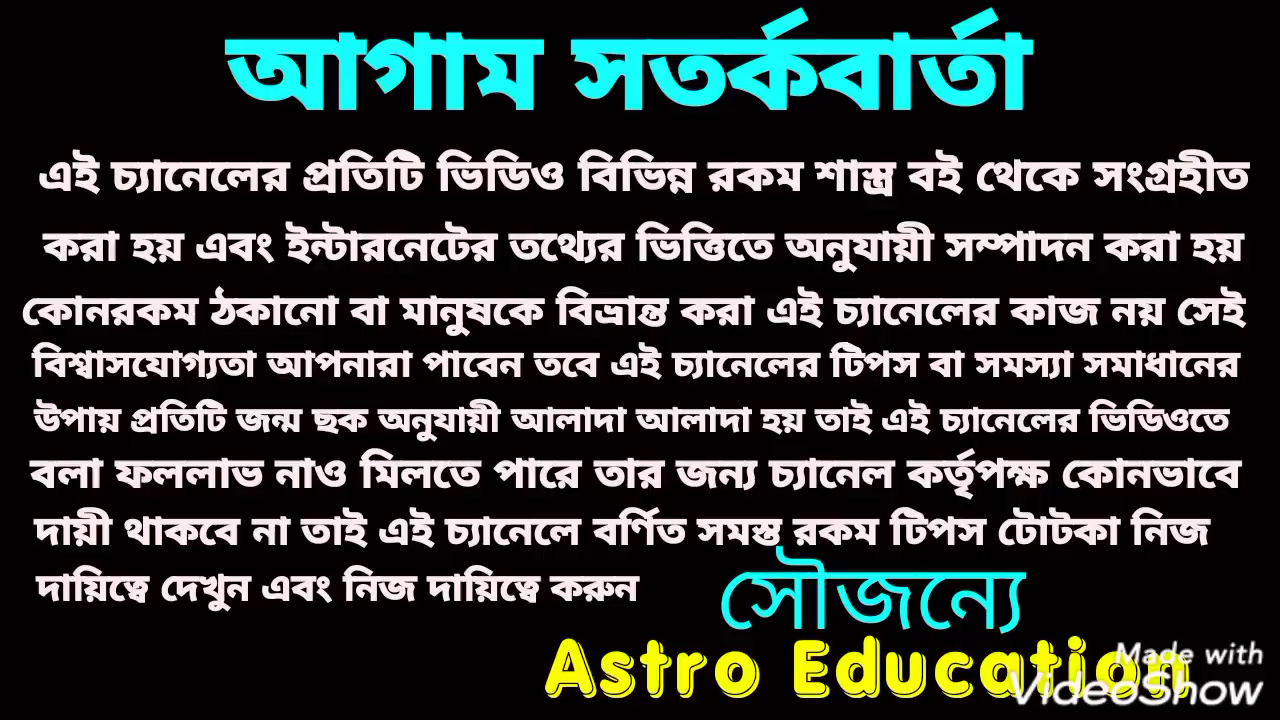 আগাম সতর্কবার্তা
এই চ্যানেলের প্রতিটি ভিডিও বিভিন্ন রকম শাস্ত্র বই থেকে সংগ্রহীত
করা হয় এবং ইন্টারনেটের তথ্যের ভিত্তিতে অনুযায়ী সম্পাদন করা হয়
কোনরকম ঠকানো বা মানুষকে বিভ্রান্ত করা এই চ্যানেলের কাজ নয় সেই
বিশ্বাসযোগ্যতা আপনারা পাবেন তবে এই চ্যানেলের টিপস বা সমস্যা সমাধানের
উপায় প্রতিটি জন্ম ছক অনুযায়ী আলাদা আলাদা হয় তাই এই চ্যানেলের ভিডিওতে
বলা ফললাভ নাও মিলতে পারে তার জন্য চ্যানেল কর্তৃপক্ষ কোনভাবে
দায়ী থাকবে না তাই এই চ্যানেলে বর্ণিত সমস্ত রকম টিপস টোটকা নিজ
দায়িত্বে দেখুন এবং নিজ দায়িত্বে করুন
সৌজন্যে
Astro Education
Made with
VideoShow